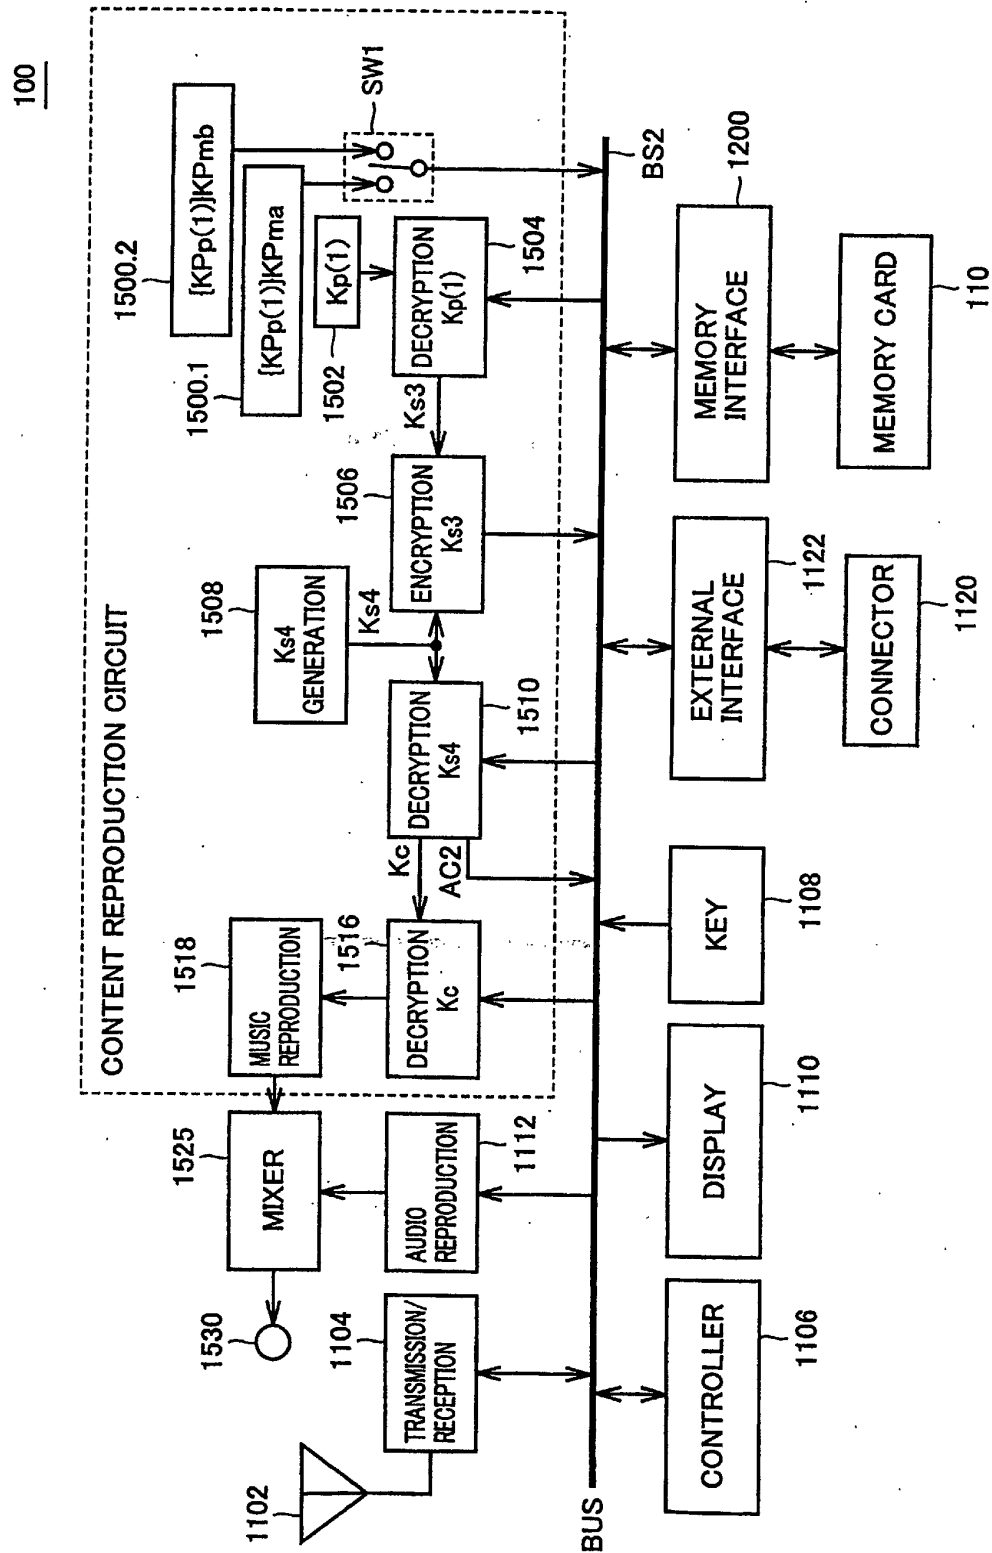 100
CONTENT REPRODUCTION CIRCUIT
1500.2
{KPp(1)}KPmb
1500.1
{KPp(1)}KPma
SW1
1502
Kp(1)
DECRYPTION
Kp(1)
1504
Ks3
1506
ENCRYPTION
Ks3
1508
Ks4
GENERATION
Ks4
DECRYPTION
Ks4
1510
Kc
AC2
1516
DECRYPTION
Kc
1518
MUSIC
REPRODUCTION
1525
MIXER
1530
AUDIO
REPRODUCTION
1112
1104
TRANSMISSION/
RECEPTION
1102
BUS
BS2
CONTROLLER
1106
DISPLAY
1110
KEY
1108
EXTERNAL
INTERFACE
1122
CONNECTOR
1120
MEMORY
INTERFACE
1200
MEMORY CARD
110